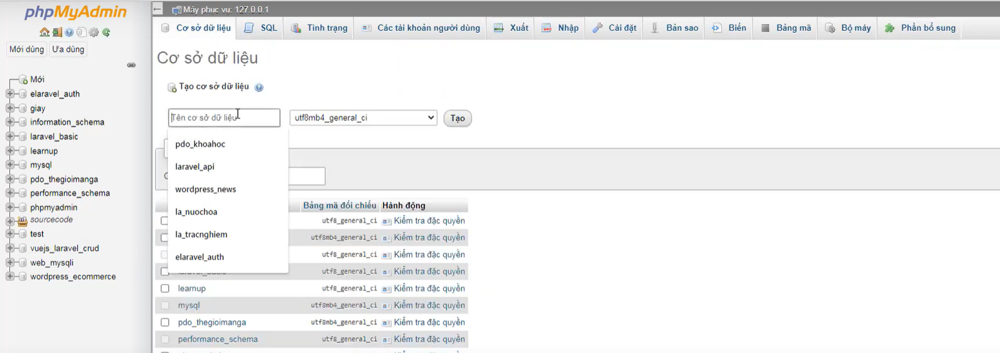 phpMyAdmin
Mới dùng Ưa dùng
Mới
elaravel_auth
giay
information_schema
laravel_basic
learnup
mysql
pdo_thegioimanga
performance_schema
phpmyadmin
sourcecode
test
vuejs_laravel_crud
web_mysqli
wordpress_ecommerce
Máy phục vụ: 127.0.0.1
Cơ sở dữ liệu SQL Tình trạng Các tài khoản người dùng Xuất Nhập Cài đặt Bản sao Biến Bảng mã Bộ máy Phần bổ sung
Cơ sở dữ liệu
Tạo cơ sở dữ liệu
Tên cơ sở dữ liệu utf8mb4_general_ci Tạo
pdo_khoahoc
laravel_api
wordpress_news
la_nuochoa
la_tracnghiem
elaravel_auth
Bảng mã đối chiếu Hành động
utf8_general_ci Kiểm tra đặc quyền
utf8mb4_general_ci Kiểm tra đặc quyền
utf8_general_ci Kiểm tra đặc quyền
utf8_general_ci Kiểm tra đặc quyền
learnup utf8_general_ci Kiểm tra đặc quyền
mysql utf8mb4_general_ci Kiểm tra đặc quyền
pdo_thegioimanga utf8mb4_general_ci Kiểm tra đặc quyền
performance_schema utf8_general_ci Kiểm tra đặc quyền